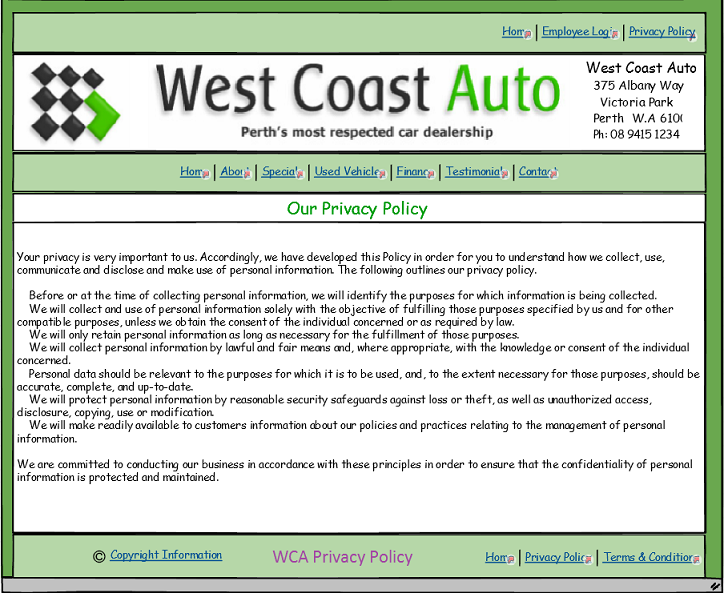 Home | Employee Login | Privacy Policy
West Coast Auto
Perth's most respected car dealership
West Coast Auto
375 Albany Way
Victoria Park
Perth W.A 6100
Ph: 08 9415 1234
Home | About | Specials | Used Vehicles | Finance | Testimonials | Contact
Our Privacy Policy
Your privacy is very important to us. Accordingly, we have developed this Policy in order for you to understand how we collect, use,
communicate and disclose and make use of personal information. The following outlines our privacy policy.
Before or at the time of collecting personal information, we will identify the purposes for which information is being collected.
We will collect and use of personal information solely with the objective of fulfilling those purposes specified by us and for other
compatible purposes, unless we obtain the consent of the individual concerned or as required by law.
We will only retain personal information as long as necessary for the fulfillment of those purposes.
We will collect personal information by lawful and fair means and, where appropriate, with the knowledge or consent of the individual
concerned.
Personal data should be relevant to the purposes for which it is to be used, and, to the extent necessary for those purposes, should be
accurate, complete, and up-to-date.
We will protect personal information by reasonable security safeguards against loss or theft, as well as unauthorized access,
disclosure, copying, use or modification.
We will make readily available to customers information about our policies and practices relating to the management of personal
information.
We are committed to conducting our business in accordance with these principles in order to ensure that the confidentiality of personal
information is protected and maintained.
© Copyright Information WCA Privacy Policy Home | Privacy Policy | Terms & Conditions